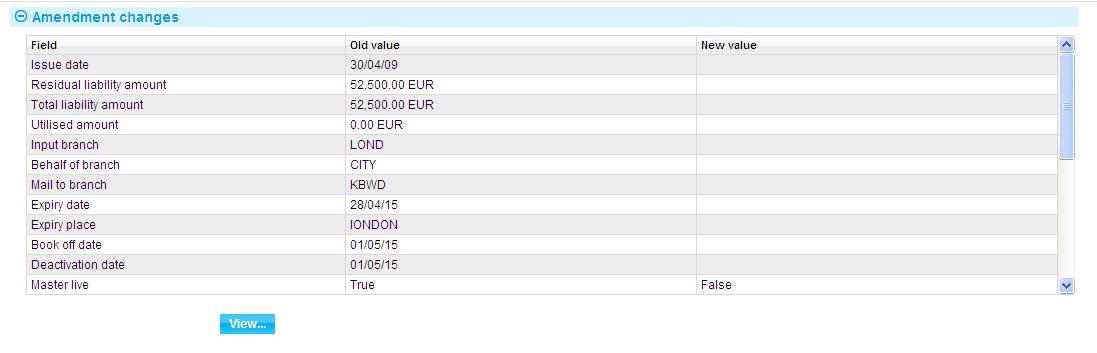 Amendment changes
Field Old value New value
Issue date 30/04/09
Residual liability amount 52,500.00 EUR
Total liability amount 52,500.00 EUR
Utilised amount 0.00 EUR
Input branch LOND
Behalf of branch CITY
Mail to branch KBWD
Expiry date 28/04/15
Expiry place lONDON
Book off date 01/05/15
Deactivation date 01/05/15
Master live True False
View...